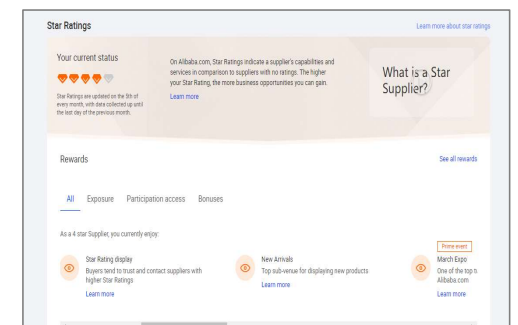 Star Ratings
Learn more about star ratings
Your current status
Star Ratings are updated on the 5th of
every month, with data collected up until
the last day of the previous month.
On Alibaba.com, Star Ratings indicate a supplier's capabilities and
services in comparison to suppliers with no ratings. The higher
your Star Rating, the more business opportunities you can gain.
Learn more
What is a Star
Supplier?
Rewards
See all rewards
All Exposure Participation access Bonuses
As a 4 star Supplier, you currently enjoy:
Star Rating display
Buyers tend to trust and contact suppliers with
higher Star Ratings
Learn more
New Arrivals
Top sub-venue for displaying new products
Learn more
Prime event
March Expo
One of the top
Alibaba.com
Learn more